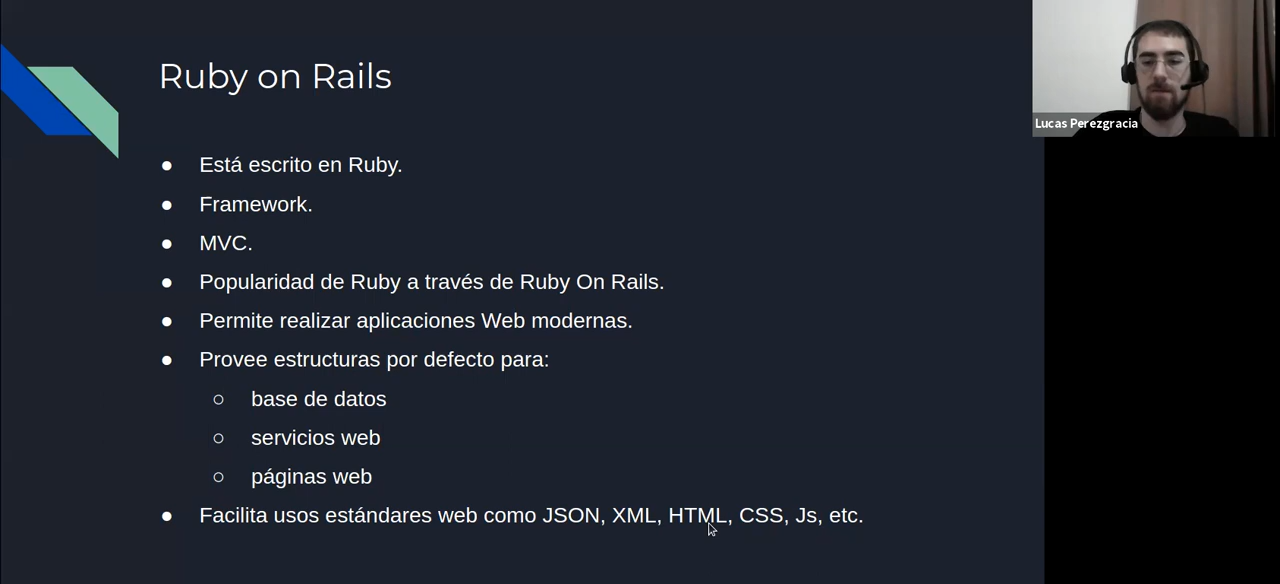 Ruby on Rails
Lucas Perezgracia
● Está escrito en Ruby.
● Framework.
● MVC.
● Popularidad de Ruby a través de Ruby On Rails.
● Permite realizar aplicaciones Web modernas.
● Provee estructuras por defecto para:
○ base de datos
○ servicios web
○ páginas web
● Facilita usos estándares web como JSON, XML, HTML, CSS, Js, etc.